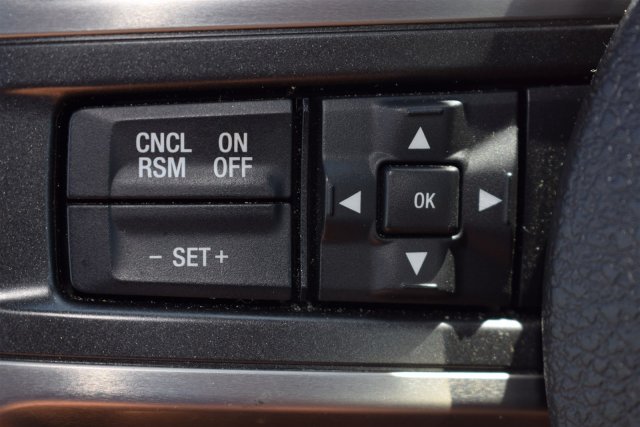 CNCL ON
RSM OFF
- SET +
OK